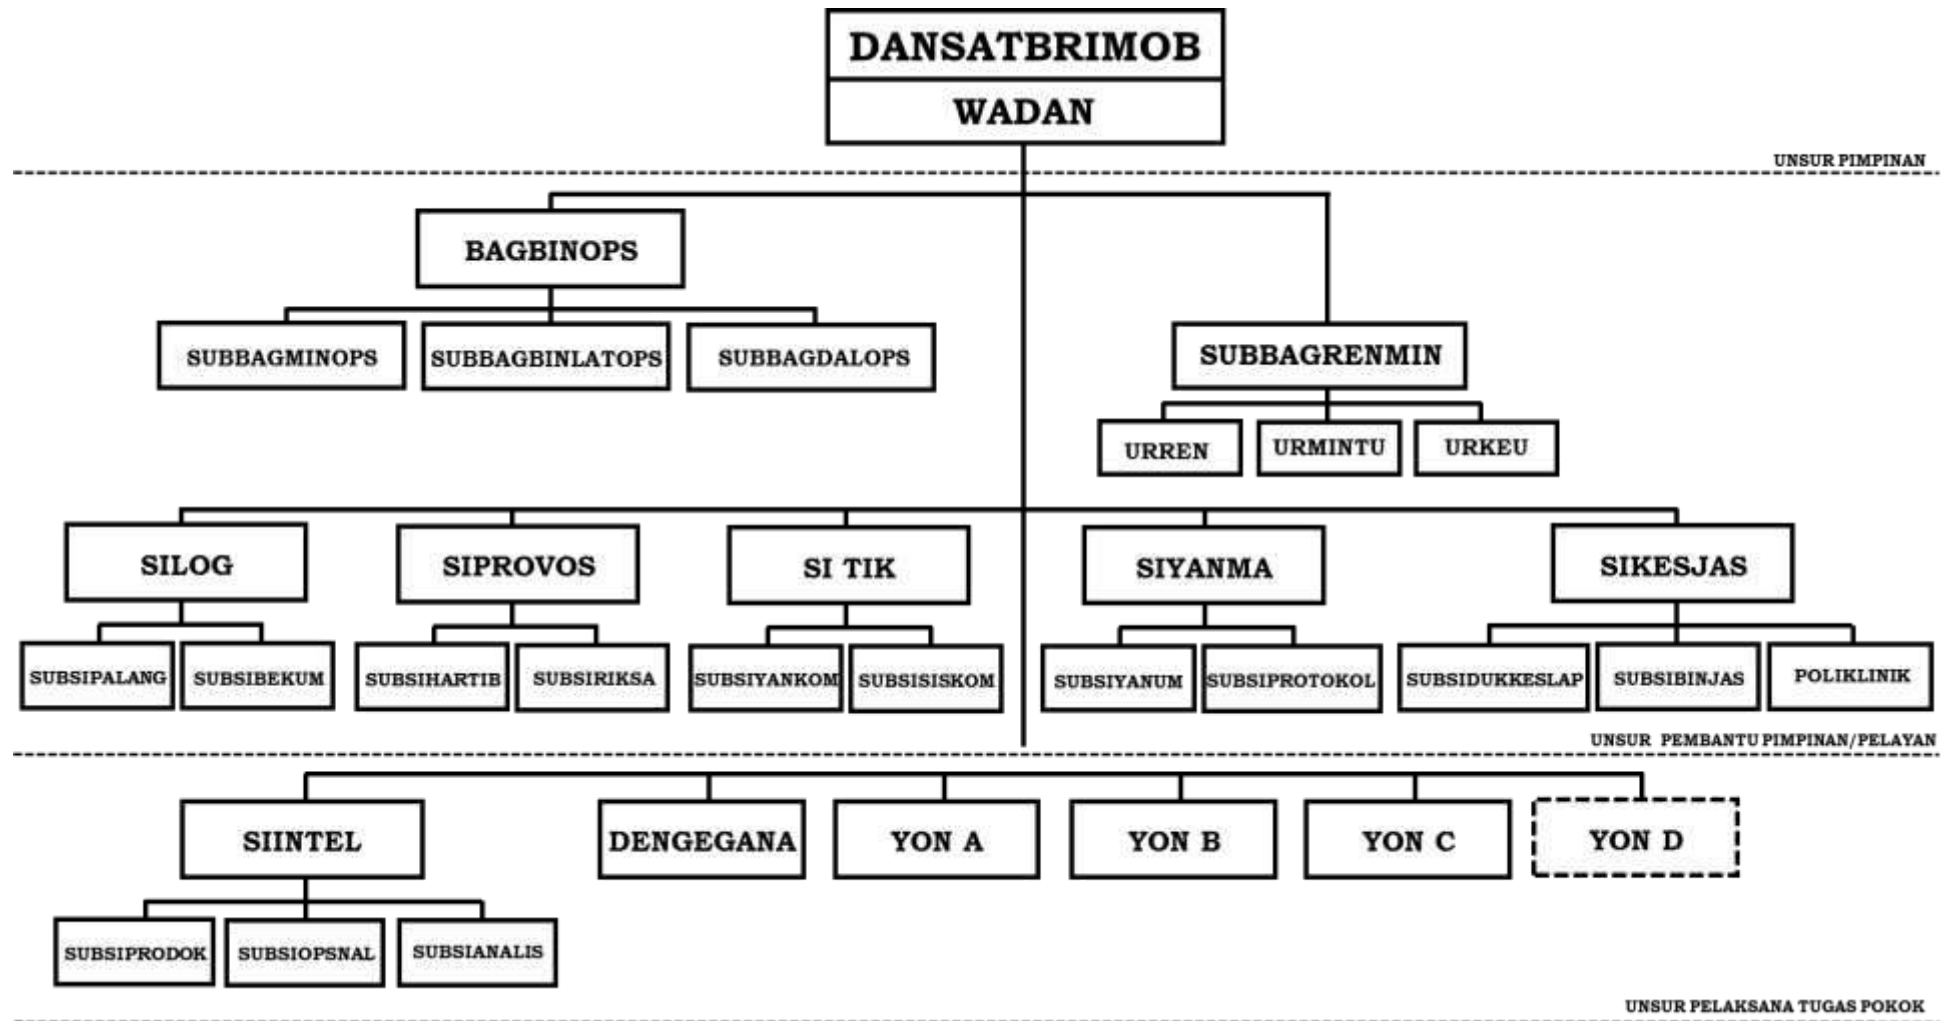 DANSATBRIMOB
WADAN
UNSUR PIMPINAN
BAGBINOPS
SUBBAGMINOPS
SUBBAGBINLATOPS
SUBBAGDALOPS
SUBBAGRENMIN
URREN
URMINTU
URKEU
SILOG
SIPROVOS
SI TIK
SIYANMA
SIKESJAS
SUBSIPALANG
SUBSIBEKUM
SUBSIHARTIB
SUBSIRIKSA
SUBSIYANKOM
SUBSISISKOM
SUBSIYANUM
SUBSIPROTOKOL
SUBSIDUKKESLAP
SUBSIBINJAS
POLIKLINIK
UNSUR PEMBANTU PIMPINAN/PELAYAN
SIINTEL
DENGEGANA
YON A
YON B
YON C
YON D
SUBSIPRODOK
SUBSIOPSNAL
SUBSIANALIS
UNSUR PELAKSANA TUGAS POKOK